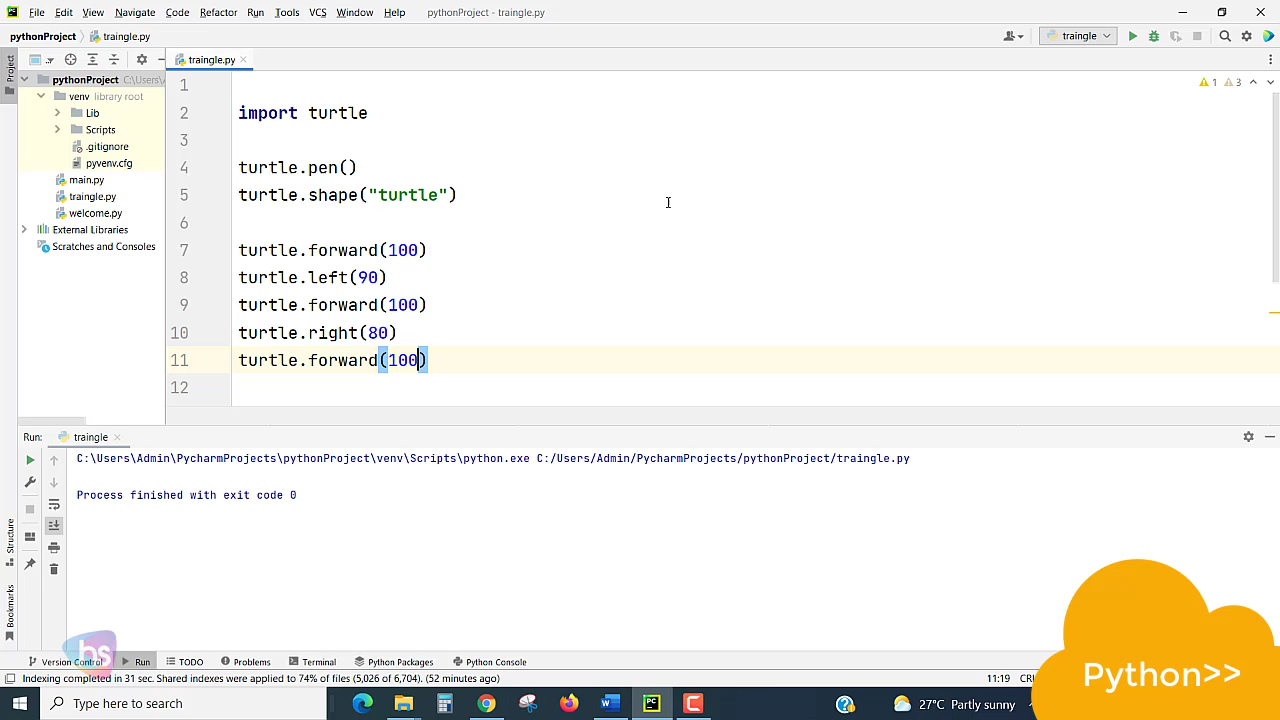 File Edit View Navigate Code Refactor Run Tools VCS Window Help pythonProject - traingle.py
pythonProject traingle.py traingle
Project
traingle.py
pythonProject C:\Users\
venv library root
Lib
Scripts
.gitignore
pyvenv.cfg
main.py
traingle.py
welcome.py
External Libraries
Scratches and Consoles
1
2 import turtle
3
4 turtle.pen()
5 turtle.shape("turtle")
6
7 turtle.forward(100)
8 turtle.left(90)
9 turtle.forward(100)
10 turtle.right(80)
11 turtle.forward(100)
12
1 3
Run: traingle
C:\Users\Admin\PycharmProjects\pythonProject\venv\Scripts\python.exe C:/Users/Admin/PycharmProjects/pythonProject/traingle.py
Process finished with exit code 0
Structure
Bookmarks
hs
Version Control Run TODO Problems Terminal Python Packages Python Console
Indexing completed in 31 sec. Shared indexes were applied to 74% of files (5,026 of 6,704). 11:19
Python>>
Type here to search
27°C Partly sunny